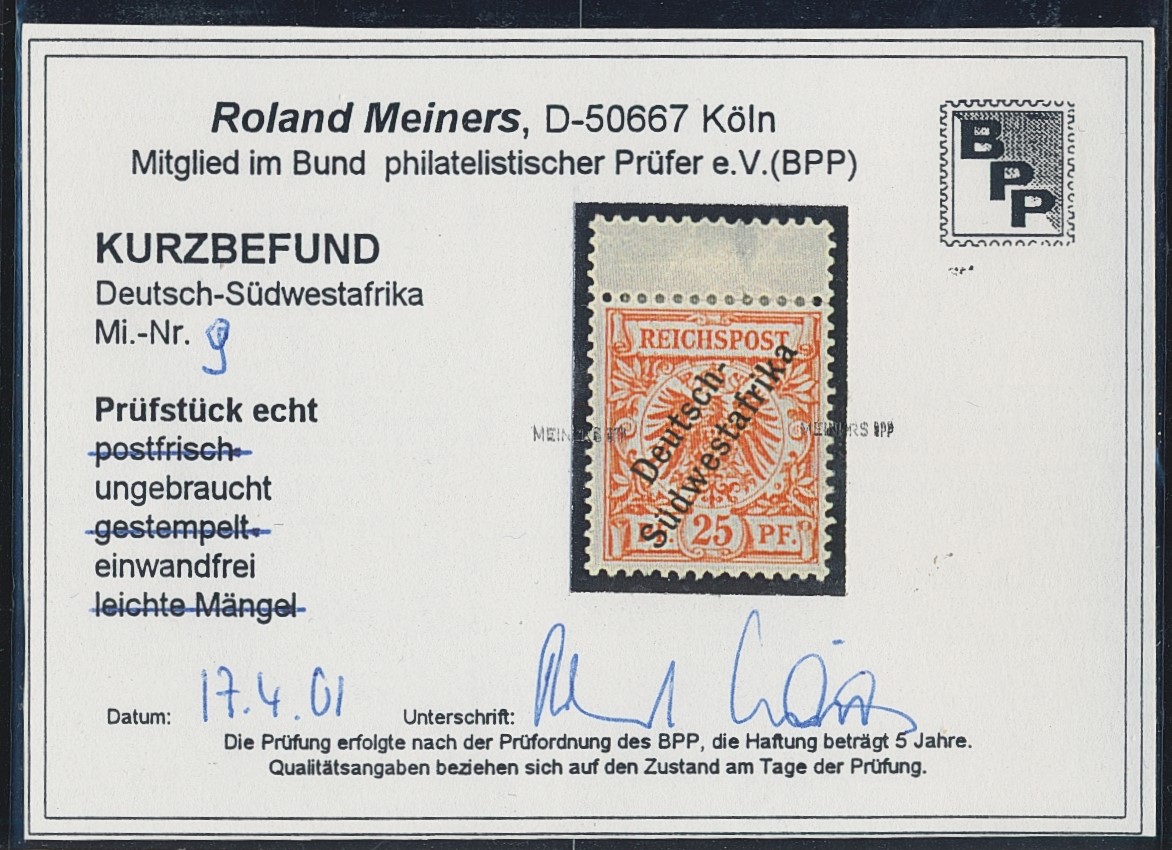 Roland Meiners, D-50667 Köln
Mitglied im Bund philatelistischer Prüfer e.V.(BPP)
BPP
KURZBEFUND
Deutsch-Südwestafrika
Mi.-Nr. 9
Prüfstück echt
postfrisch
ungebraucht
gestempelt
einwandfrei
leichte Mängel
REICHSPOST
Deutsch-
Südwestafrika
25 PF.
MEINERS BPP
MEINERS BPP
Datum: 17.4.01
Unterschrift:
Die Prüfung erfolgte nach der Prüfordnung des BPP, die Haftung beträgt 5 Jahre.
Qualitätsangaben beziehen sich auf den Zustand am Tage der Prüfung.